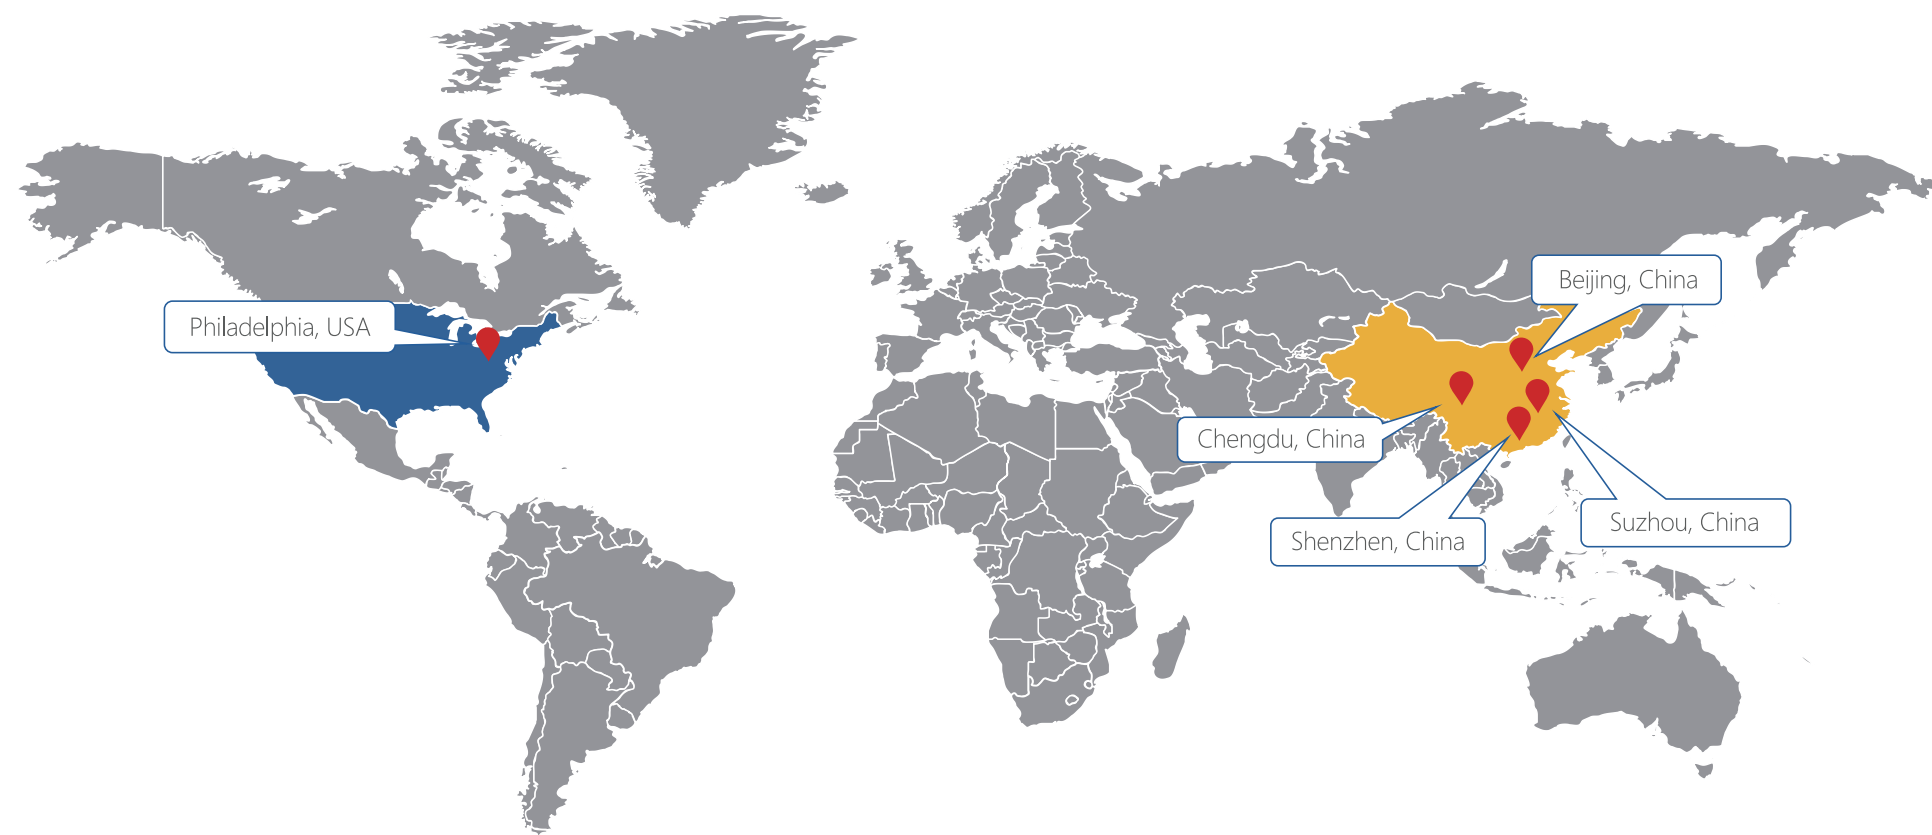 Beijing, China
Philadelphia, USA
Chengdu, China
Suzhou, China
Shenzhen, China